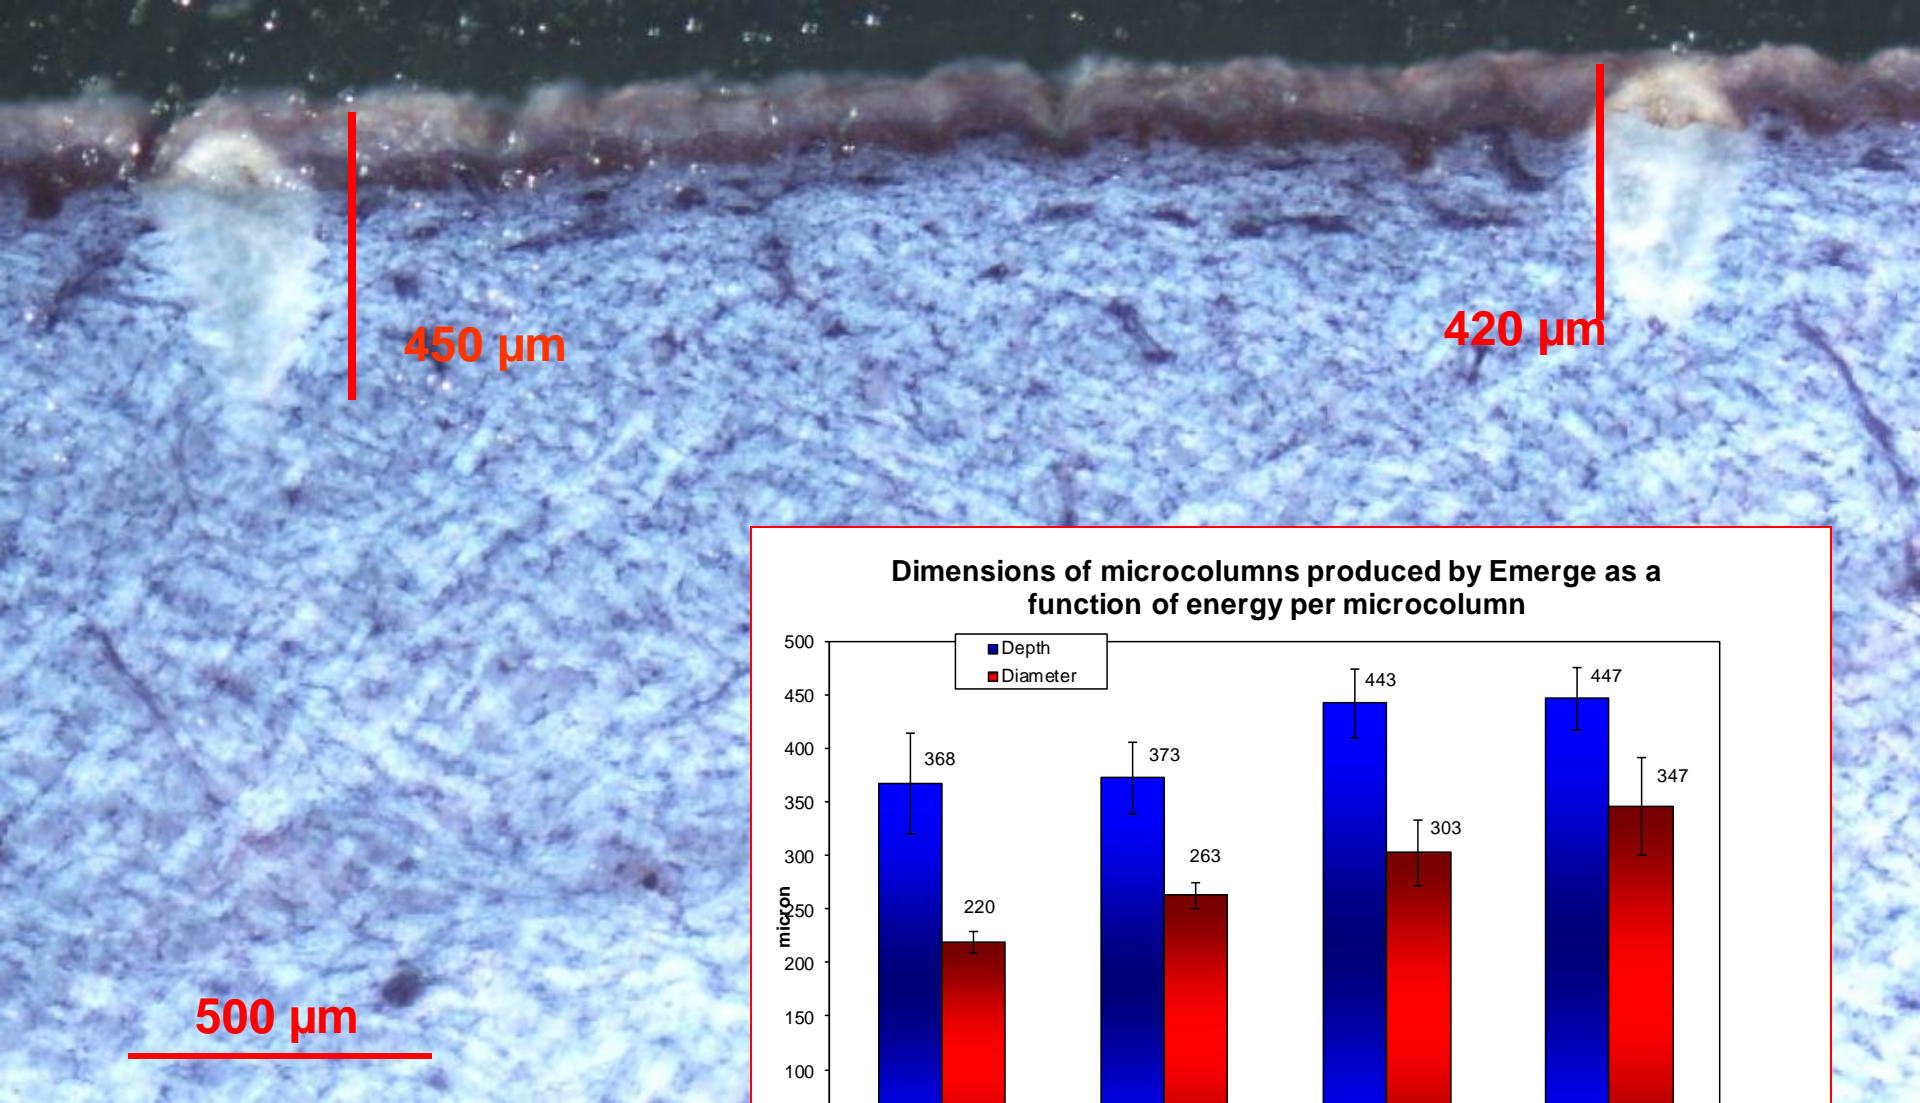 450 µm
420 µm
500 µm
Dimensions of microcolumns produced by Emerge as a
function of energy per microcolumn
Depth
Diameter
micron
500
450
400
350
300
250
200
150
100
368
220
373
263
443
303
447
347